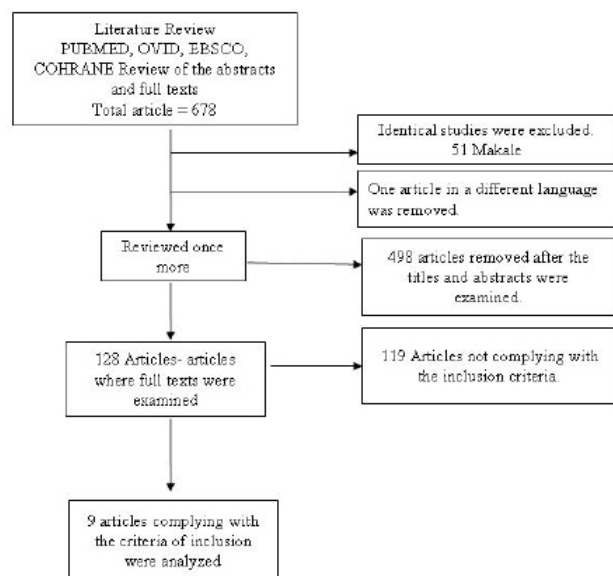 Literature Review
PUBMED, OVID, EBSCO,
COHRANE Review of the abstracts
and full texts
Total article = 678
Identical studies were excluded.
51 Makale
One article in a different language
was removed.
Reviewed once
more
498 articles removed after the
titles and abstracts were
examined.
128 Articles- articles
where full texts were
examined
119 Articles not complying with
the inclusion criteria.
9 articles complying with
the criteria of inclusion
were analyzed